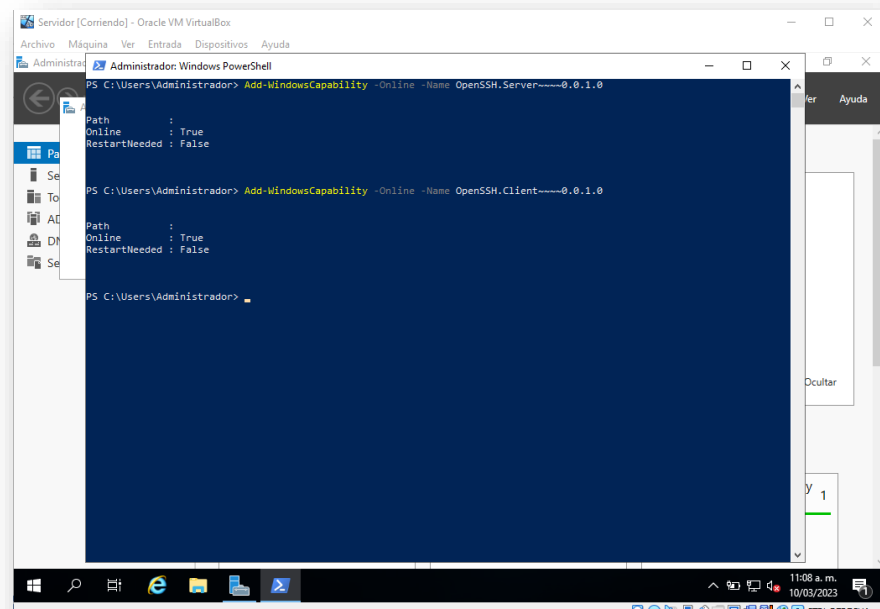 Servidor [Corriendo] - Oracle VM VirtualBox
Archivo Máquina Ver Entrada Dispositivos Ayuda
Administrador: Windows PowerShell
PS C:\Users\Administrador> Add-WindowsCapability -Online -Name OpenSSH.Server~~~~0.0.1.0
Path :
Online : True
RestartNeeded : False
PS C:\Users\Administrador> Add-WindowsCapability -Online -Name OpenSSH.Client~~~~0.0.1.0
Path :
Online : True
RestartNeeded : False
PS C:\Users\Administrador>
Ayuda
Ocultar
1
11:08 a. m.
10/03/2023
1